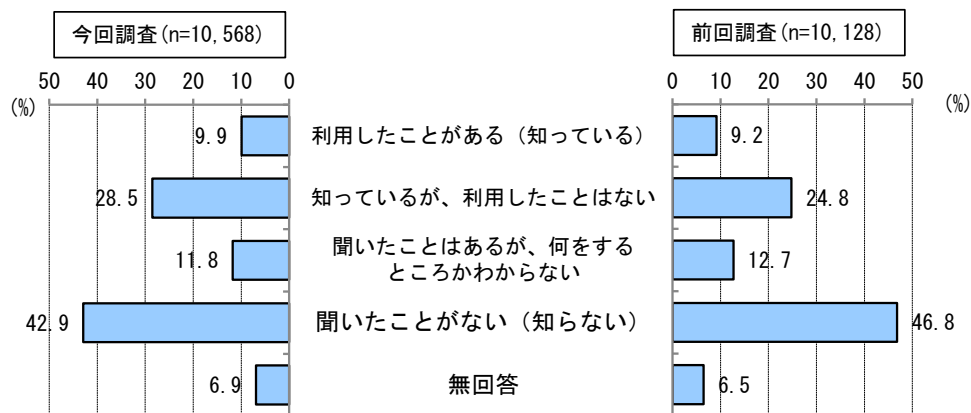 今回調査(n=10,568)
前回調査(n=10,128)
50 40 30 20 10 0
0 10 20 30 40 50
(%)
(%)
9.9 利用したことがある（知っている） 9.2
28.5 知っているが、利用したことはない 24.8
聞いたことはあるが、何をする
11.8 ところかわからない 12.7
42.9 聞いたことがない（知らない） 46.8
6.9 無回答 6.5